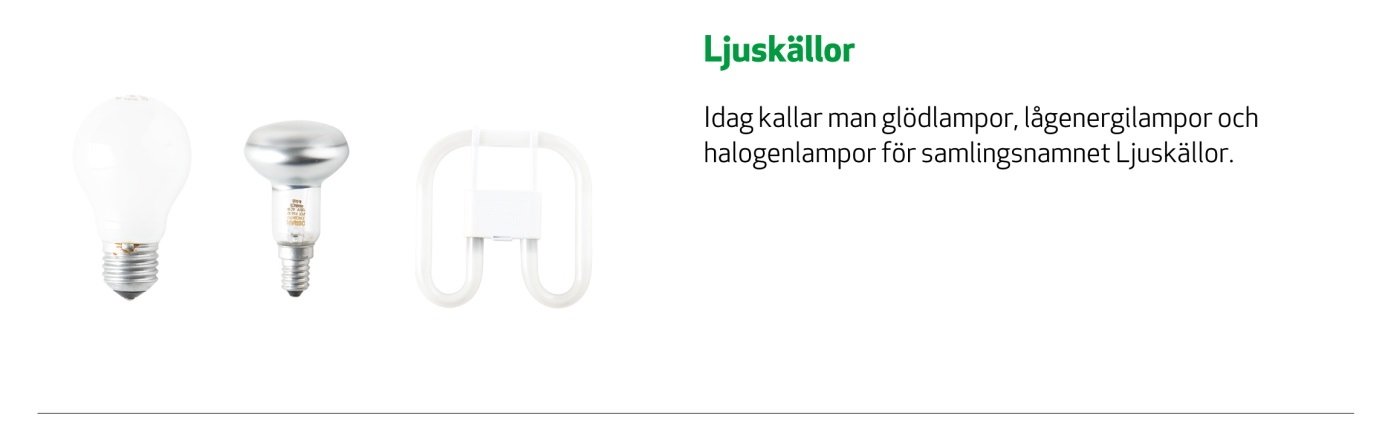 Ljuskällor
Idag kallar man glödlampor, lågenergilampor och
halogenlampor för samlingsnamnet Ljuskällor.